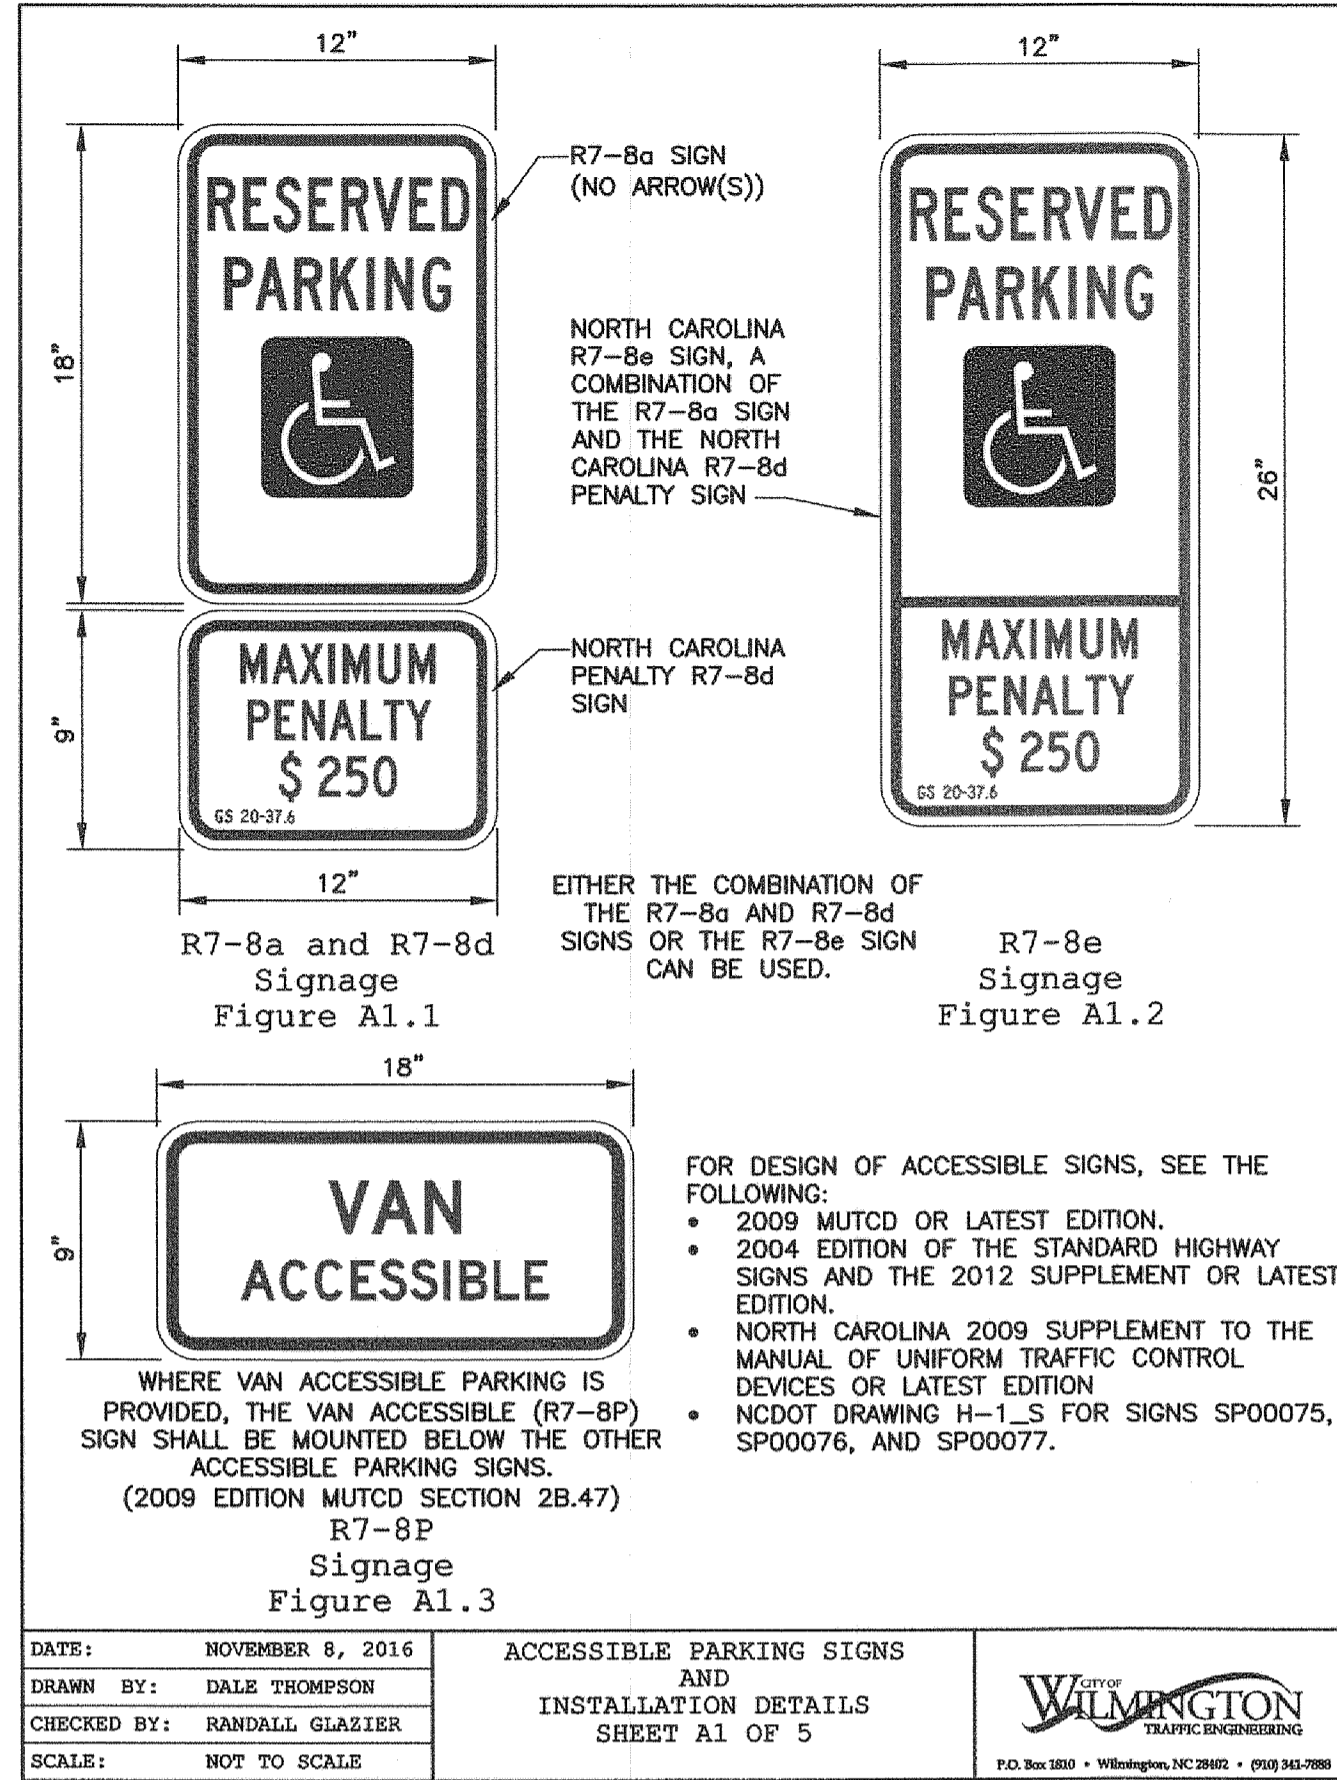 12"
18"
RESERVED
PARKING
R7-8a SIGN
(NO ARROW(S))
NORTH CAROLINA
R7-8e SIGN, A
COMBINATION OF
THE R7-8a SIGN
AND THE NORTH
CAROLINA R7-8d
PENALTY SIGN
9"
MAXIMUM
PENALTY
$ 250
GS 20-37.6
NORTH CAROLINA
PENALTY R7-8d
SIGN
12"
R7-8a and R7-8d
Signage
Figure A1.1
EITHER THE COMBINATION OF
THE R7-8a AND R7-8d
SIGNS OR THE R7-8e SIGN
CAN BE USED.
12"
RESERVED
PARKING
26"
MAXIMUM
PENALTY
$ 250
GS 20-37.6
R7-8e
Signage
Figure A1.2
18"
9"
VAN
ACCESSIBLE
WHERE VAN ACCESSIBLE PARKING IS
PROVIDED, THE VAN ACCESSIBLE (R7-8P)
SIGN SHALL BE MOUNTED BELOW THE OTHER
ACCESSIBLE PARKING SIGNS.
(2009 EDITION MUTCD SECTION 2B.47)
R7-8P
Signage
Figure A1.3
FOR DESIGN OF ACCESSIBLE SIGNS, SEE THE
FOLLOWING:
• 2009 MUTCD OR LATEST EDITION.
• 2004 EDITION OF THE STANDARD HIGHWAY
SIGNS AND THE 2012 SUPPLEMENT OR LATEST
EDITION.
• NORTH CAROLINA 2009 SUPPLEMENT TO THE
MANUAL OF UNIFORM TRAFFIC CONTROL
DEVICES OR LATEST EDITION
• NCDOT DRAWING H-1_S FOR SIGNS SP00075,
SP00076, AND SP00077.
DATE: NOVEMBER 8, 2016
DRAWN BY: DALE THOMPSON
CHECKED BY: RANDALL GLAZIER
SCALE: NOT TO SCALE
ACCESSIBLE PARKING SIGNS
AND
INSTALLATION DETAILS
SHEET A1 OF 5
CITY OF
WILMINGTON
TRAFFIC ENGINEERING
P.O. Box 1810 • Wilmington, NC 28402 • (910) 341-7888